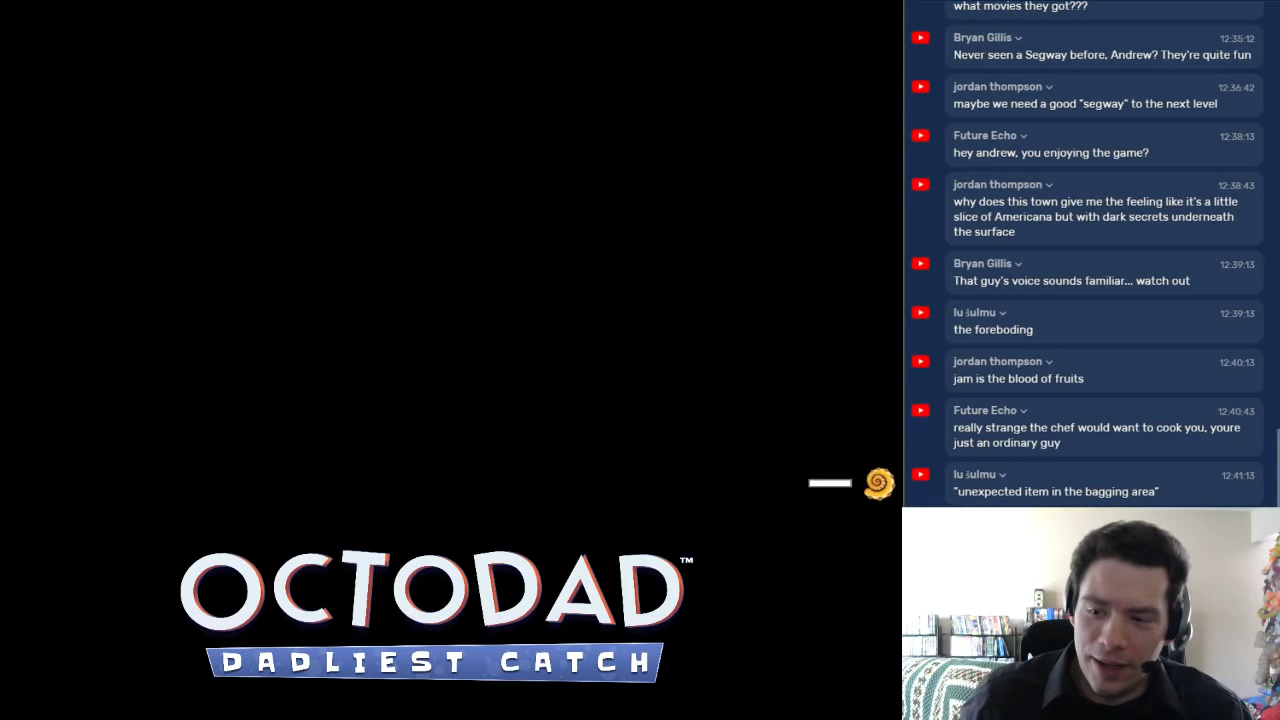 what movies they got???
Bryan Gillis 12:35:12
Never seen a Segway before, Andrew? They're quite fun
jordan thompson 12:36:42
maybe we need a good "segway" to the next level
Future Echo 12:38:13
hey andrew, you enjoying the game?
jordan thompson 12:38:43
why does this town give me the feeling like it's a little
slice of Americana but with dark secrets underneath
the surface
Bryan Gillis 12:39:13
That guy's voice sounds familiar... watch out
lu šulmu 12:39:13
the foreboding
jordan thompson 12:40:13
jam is the blood of fruits
Future Echo 12:40:43
really strange the chef would want to cook you, youre
just an ordinary guy
lu šulmu 12:41:13
"unexpected item in the bagging area"
OCTODAD™
DADLIEST CATCH